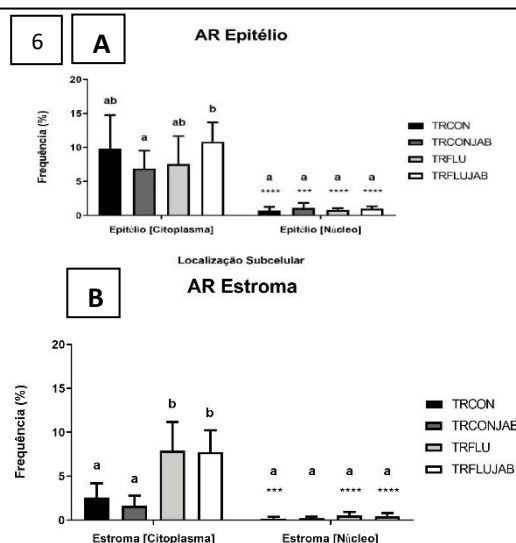 6 A AR Epitélio
20
15
10
5
0
Frequência (%)
ab a ab b
a a a a
**** *** **** ****
Epitélio [Citoplasma] Epitélio [Núcleo]
Localização Subcelular
TRCON
TRCONJAB
TRFLU
TRFLUJAB
B AR Estroma
20
15
10
5
0
Frequência (%)
a a b b
a a a a
*** **** ****
Estroma [Citoplasma] Estroma [Núcleo]
TRCON
TRCONJAB
TRFLU
TRFLUJAB